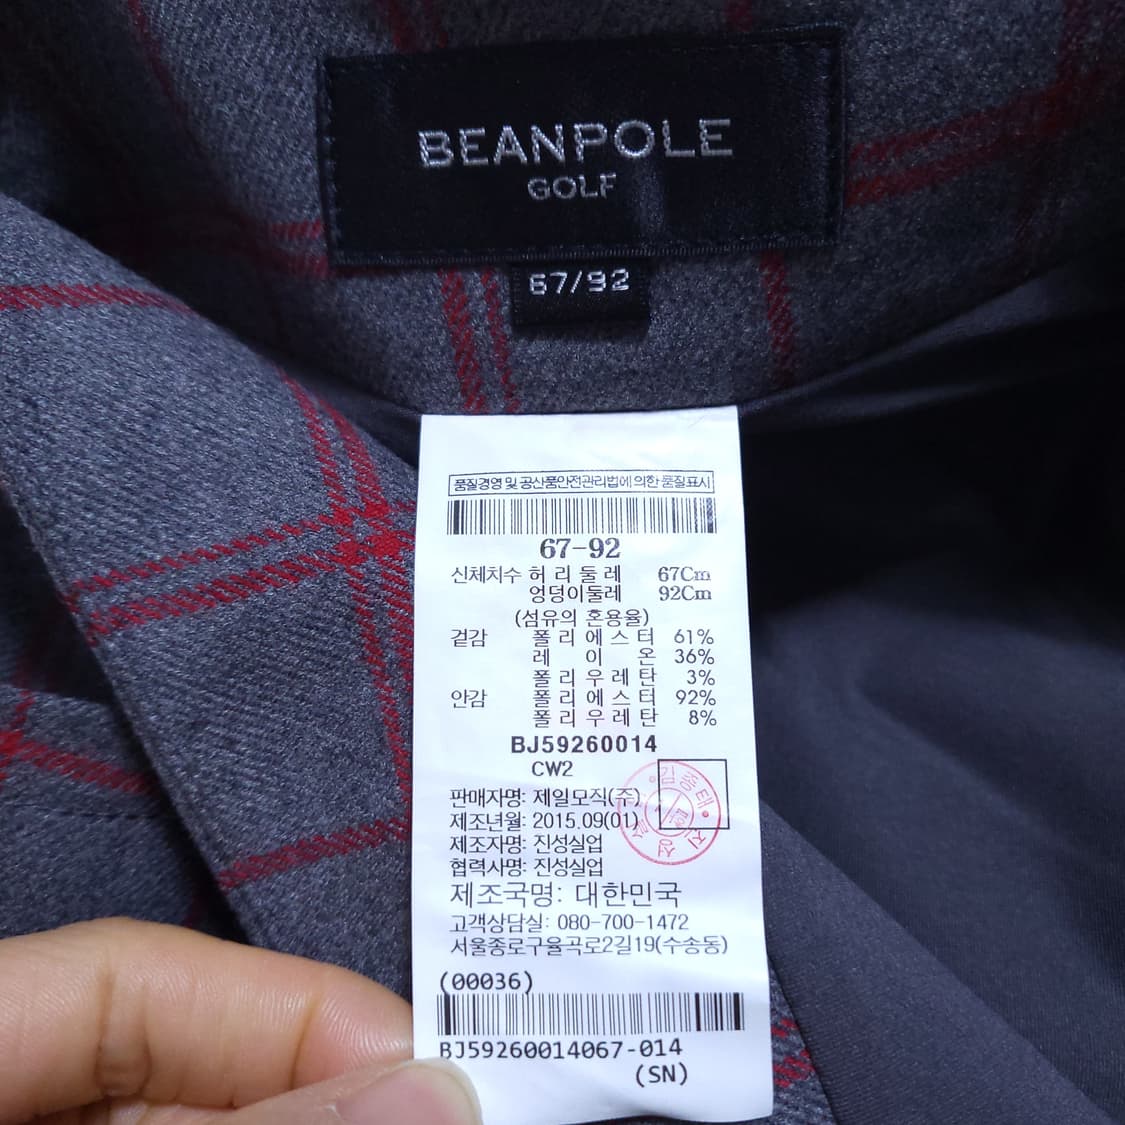 BEANPOLE
GOLF
67/92
품질경영 및 공산품안전관리법에 의한 품질표시
67-92
신체치수 허리둘레 67Cm
엉덩이둘레 92Cm
(섬유의 혼용율)
겉감 폴리에스터 61%
레이온 36%
폴리우레탄 3%
안감 폴리에스터 92%
폴리우레탄 8%
BJ59260014
CW2
판매자명: 제일모직(주)
제조년월: 2015.09(01)
제조자명: 진성실업
협력사명: 진성실업
제조국명: 대한민국
고객상담실: 080-700-1472
서울종로구율곡로2길19(수송동)
(00036)
BJ59260014067-014
(SN)
김종태